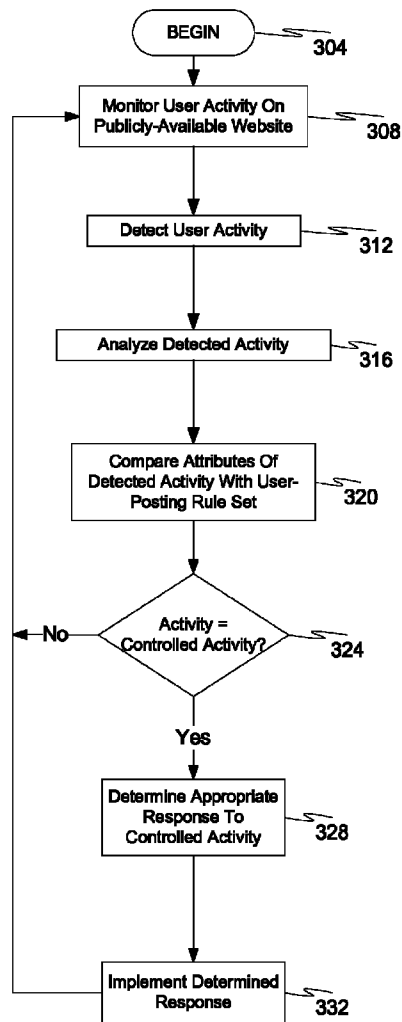 BEGIN
304
Monitor User Activity On
Publicly-Available Website
308
Detect User Activity
312
Analyze Detected Activity
316
Compare Attributes Of
Detected Activity With User-
Posting Rule Set
320
Activity =
Controlled Activity?
324
No
Yes
Determine Appropriate
Response To
Controlled Activity
328
Implement Determined
Response
332